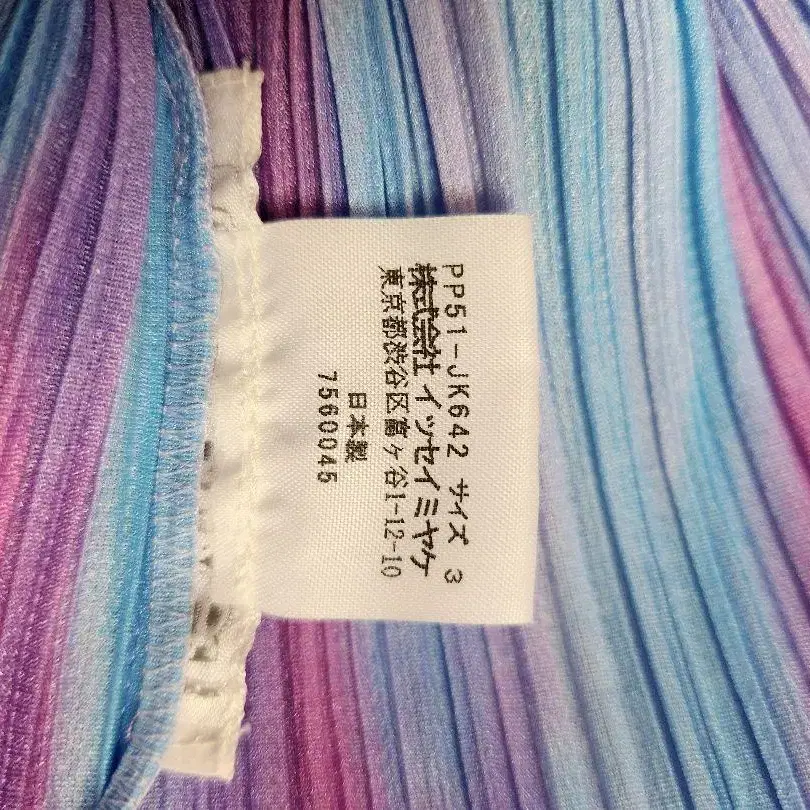 PP51-JK642 サイズ 3
株式会社 イッセイミヤケ
東京都渋谷区富ヶ谷1-12-10
日本製
7560045